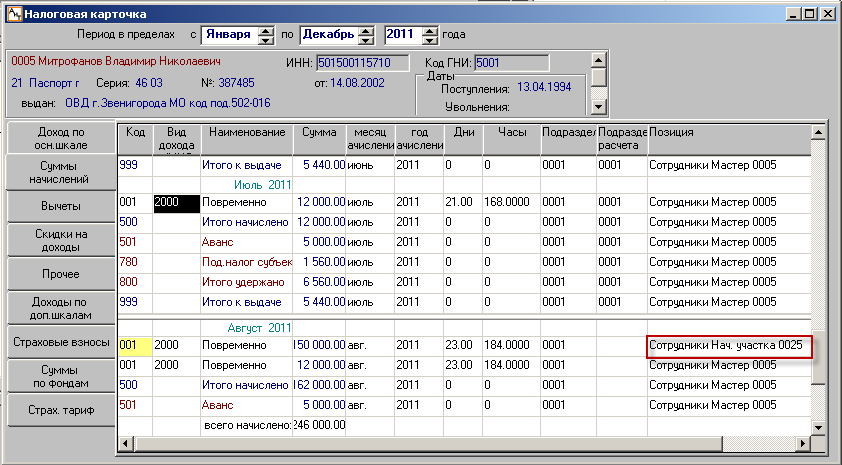 Налоговая карточка
Период в пределах с Января по Декабрь 2011 года
0005 Митрофанов Владимир Николаевич ИНН: 501500115710 Код ГНИ: 5001
21 Паспорт г Серия: 46 03 №: 387485 от: 14.08.2002
выдан: ОВД г.Звенигорода МО код под.502-016
Даты
Поступления: 13.04.1994
Увольнения:
Доход по осн.шкале
Суммы начислений
Вычеты
Скидки на доходы
Прочее
Доходы по доп.шкалам
Страховые взносы
Суммы по фондам
Страх. тариф
Код Вид дохода Наименование Сумма месяц ачислени год ачислени Дни Часы Подраздел Подразде расчета Позиция
999 Итого к выдаче 5 440.00 июнь 2011 0 0 0001 0001 Сотрудники Мастер 0005
Июль 2011
001 2000 Повременно 12 000.00 июль 2011 21.00 168.0000 0001 0001 Сотрудники Мастер 0005
500 Итого начислено 12 000.00 июль 2011 0 0 0001 0001 Сотрудники Мастер 0005
501 Аванс 5 000.00 июль 2011 0 0 0001 0001 Сотрудники Мастер 0005
780 Под.налог субъек 1 560.00 июль 2011 0 0 0001 0001 Сотрудники Мастер 0005
800 Итого удержано 6 560.00 июль 2011 0 0 0001 0001 Сотрудники Мастер 0005
999 Итого к выдаче 5 440.00 июль 2011 0 0 0001 0001 Сотрудники Мастер 0005
Август 2011
001 2000 Повременно 150 000.00 авг. 2011 23.00 184.0000 0001 Сотрудники Нач. участка 0025
001 2000 Повременно 12 000.00 авг. 2011 23.00 184.0000 0001 Сотрудники Мастер 0005
500 Итого начислено 162 000.00 авг. 2011 0 0 0001 Сотрудники Мастер 0005
501 Аванс 5 000.00 авг. 2011 0 0 0001 Сотрудники Мастер 0005
всего начислено: 246 000.00